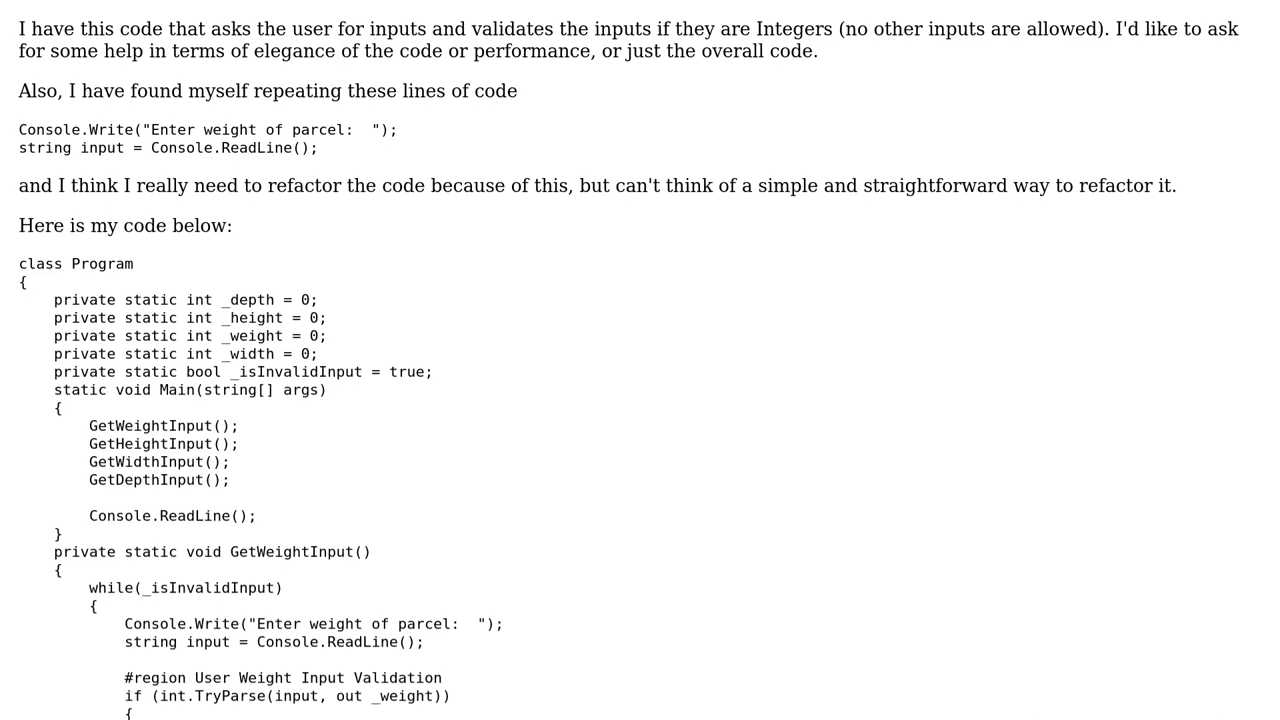 I have this code that asks the user for inputs and validates the inputs if they are Integers (no other inputs are allowed). I'd like to ask
for some help in terms of elegance of the code or performance, or just the overall code.
Also, I have found myself repeating these lines of code
Console.Write("Enter weight of parcel:  ");
string input = Console.ReadLine();
and I think I really need to refactor the code because of this, but can't think of a simple and straightforward way to refactor it.
Here is my code below:
class Program
{
    private static int _depth = 0;
    private static int _height = 0;
    private static int _weight = 0;
    private static int _width = 0;
    private static bool _isInvalidInput = true;
    static void Main(string[] args)
    {
        GetWeightInput();
        GetHeightInput();
        GetWidthInput();
        GetDepthInput();
        Console.ReadLine();
    }
    private static void GetWeightInput()
    {
        while(_isInvalidInput)
        {
            Console.Write("Enter weight of parcel:  ");
            string input = Console.ReadLine();
            #region User Weight Input Validation
            if (int.TryParse(input, out _weight))
            {